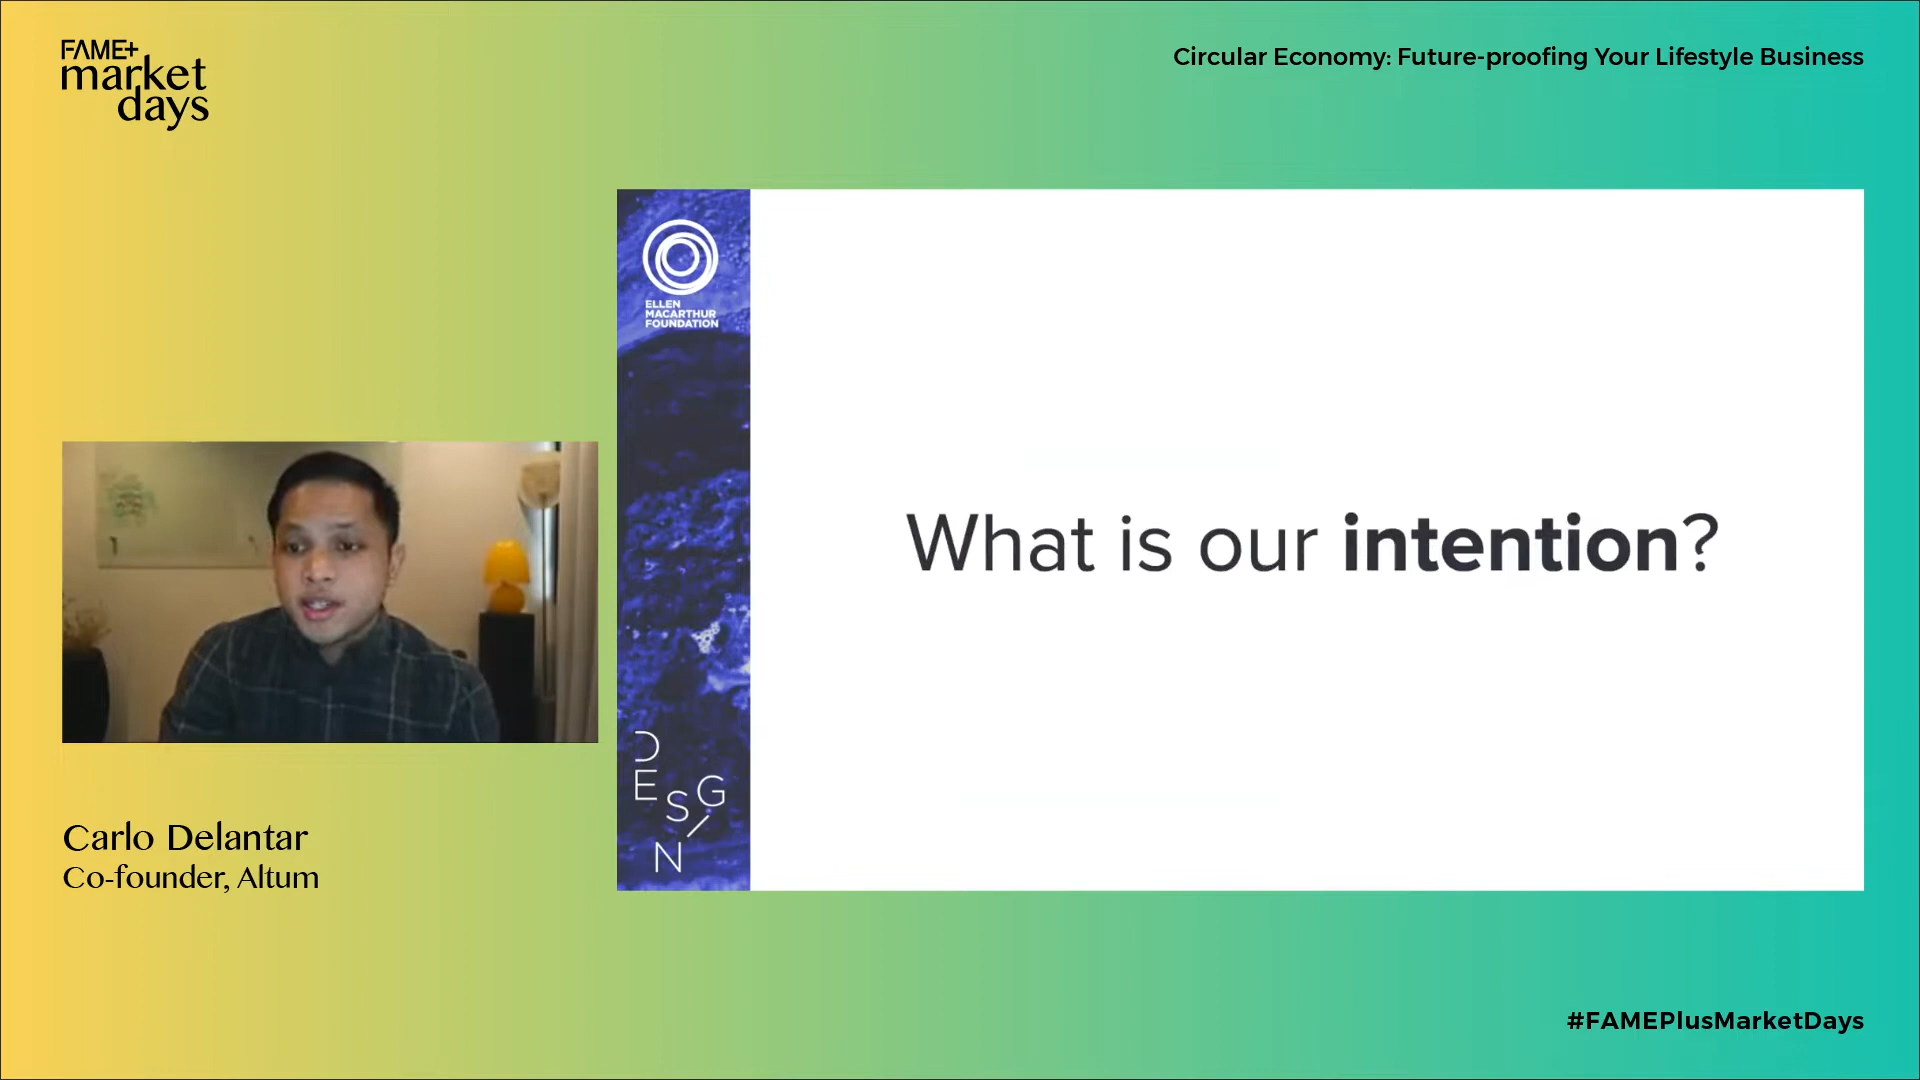 FAME+
market
days
Circular Economy: Future-proofing Your Lifestyle Business
ELLEN
MACARTHUR
FOUNDATION
What is our intention?
DESIGN
Carlo Delantar
Co-founder, Altum
#FAMEPlusMarketDays